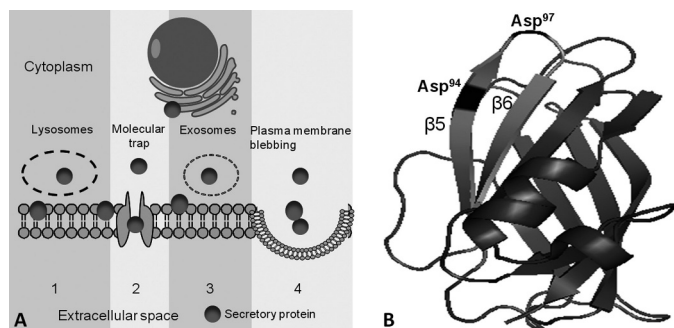 Cytoplasm
Lysosomes
Molecular
trap
Exosomes
Plasma membrane
blebbing
1
2
3
4
Extracellular space
Secretory protein
A
Asp97
Asp94
β5
β6
B